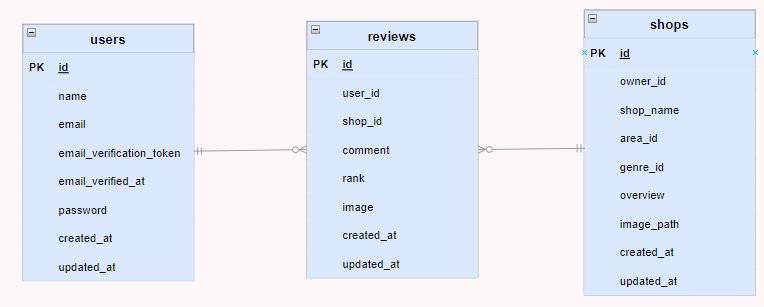 users
PK id
name
email
email_verification_token
email_verified_at
password
created_at
updated_at
reviews
PK id
user_id
shop_id
comment
rank
image
created_at
updated_at
shops
PK id
owner_id
shop_name
area_id
genre_id
overview
image_path
created_at
updated_at